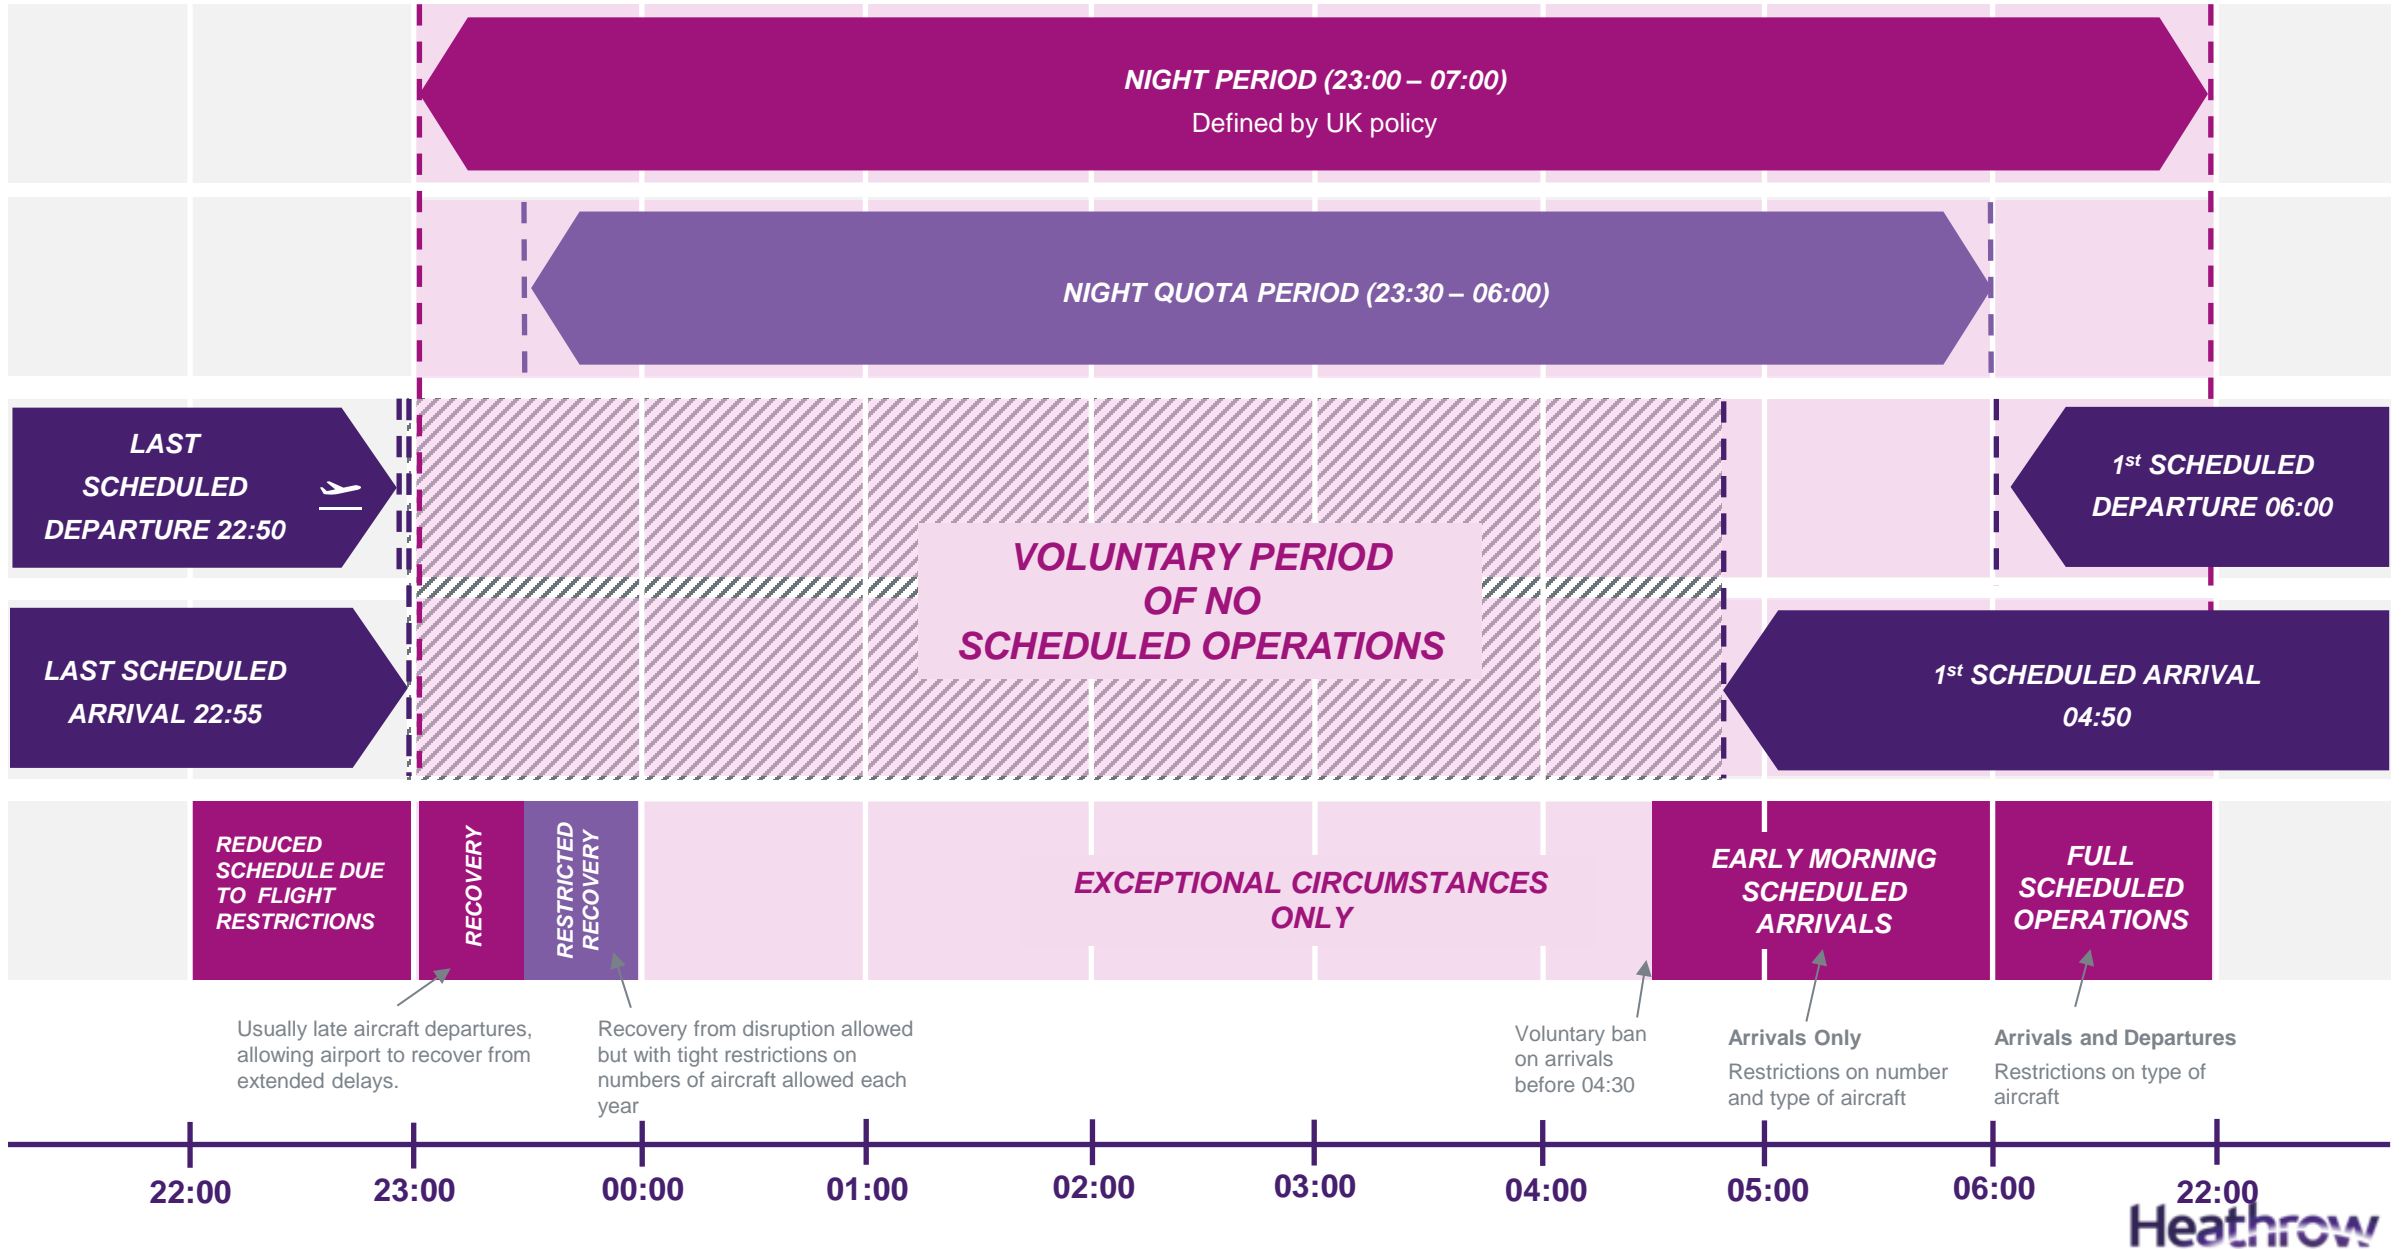 NIGHT PERIOD (23:00 – 07:00)
Defined by UK policy
NIGHT QUOTA PERIOD (23:30 – 06:00)
LAST
SCHEDULED
DEPARTURE 22:50
1st SCHEDULED
DEPARTURE 06:00
VOLUNTARY PERIOD
OF NO
SCHEDULED OPERATIONS
LAST SCHEDULED
ARRIVAL 22:55
1st SCHEDULED ARRIVAL
04:50
REDUCED
SCHEDULE DUE
TO FLIGHT
RESTRICTIONS
RECOVERY
RESTRICTED
RECOVERY
EXCEPTIONAL CIRCUMSTANCES
ONLY
EARLY MORNING
SCHEDULED
ARRIVALS
FULL
SCHEDULED
OPERATIONS
Usually late aircraft departures,
allowing airport to recover from
extended delays.
Recovery from disruption allowed
but with tight restrictions on
numbers of aircraft allowed each
year
Voluntary ban
on arrivals
before 04:30
Arrivals Only
Restrictions on number
and type of aircraft
Arrivals and Departures
Restrictions on type of
aircraft
22:00
23:00
00:00
01:00
02:00
03:00
04:00
05:00
06:00
22:00
Heathrow